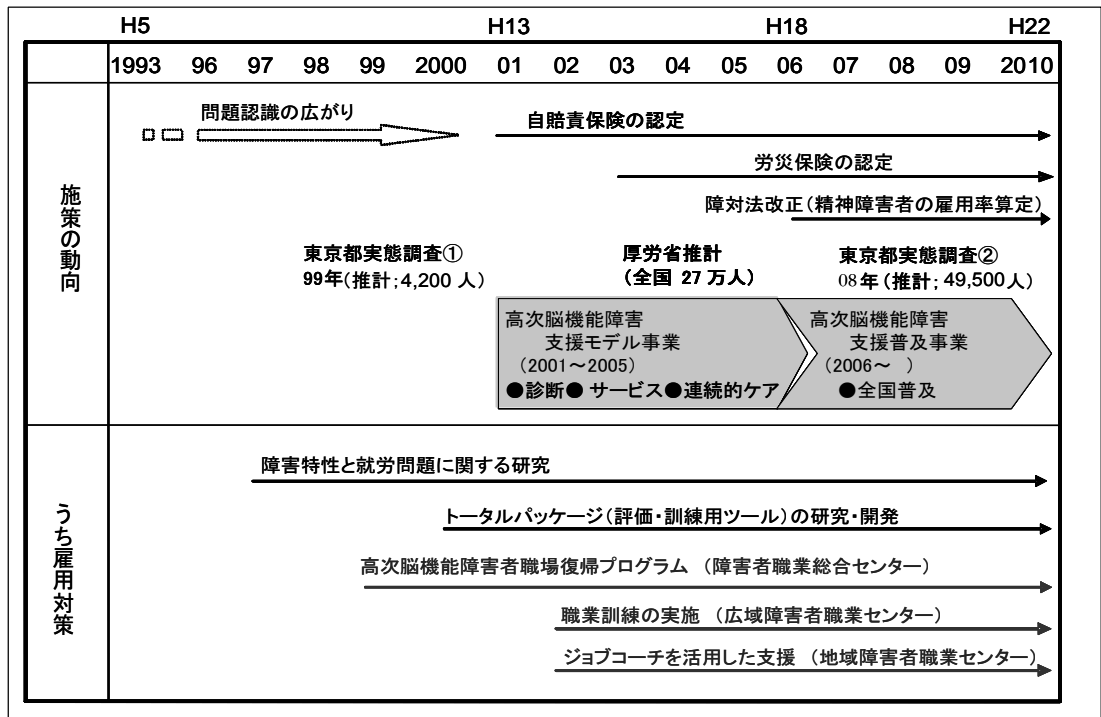 H5 H13 H18 H22
1993 96 97 98 99 2000 01 02 03 04 05 06 07 08 09 2010
施策の動向
問題認識の広がり
自賠責保険の認定
労災保険の認定
障対法改正(精神障害者の雇用率算定)
東京都実態調査①
99年(推計;4,200 人)
厚労省推計
(全国 27 万人)
東京都実態調査②
08年(推計;49,500人)
高次脳機能障害
支援モデル事業
(2001～2005)
●診断● サービス●連続的ケア
高次脳機能障害
支援普及事業
(2006～ )
●全国普及
うち雇用対策
障害特性と就労問題に関する研究
トータルパッケージ(評価・訓練用ツール)の研究・開発
高次脳機能障害者職場復帰プログラム (障害者職業総合センター)
職業訓練の実施 (広域障害者職業センター)
ジョブコーチを活用した支援 (地域障害者職業センター)